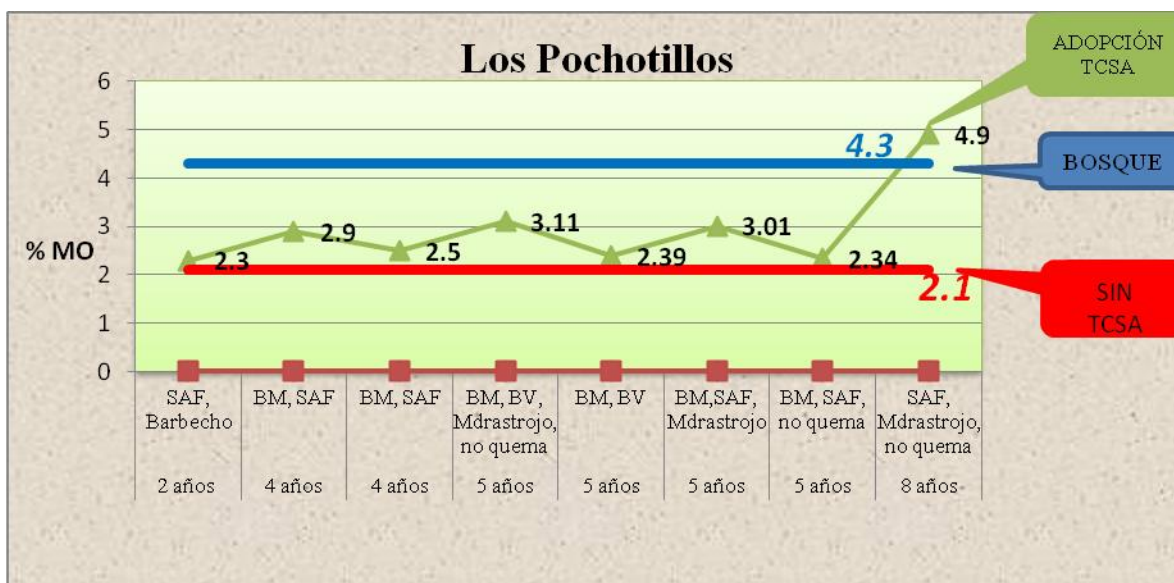 Los Pochotillos
ADOPCIÓN
TCSA
BOSQUE
SIN
TCSA
% MO
6
5
4
3
2
1
0
4.3
2.1
2.3
2.9
2.5
3.11
2.39
3.01
2.34
4.9
SAF,
Barbecho
BM, SAF
BM, SAF
BM, BV,
Mdrastrojo,
no quema
BM, BV
BM,SAF,
Mdrastrojo
BM, SAF,
no quema
SAF,
Mdrastrojo,
no quema
2 años
4 años
4 años
5 años
5 años
5 años
5 años
8 años